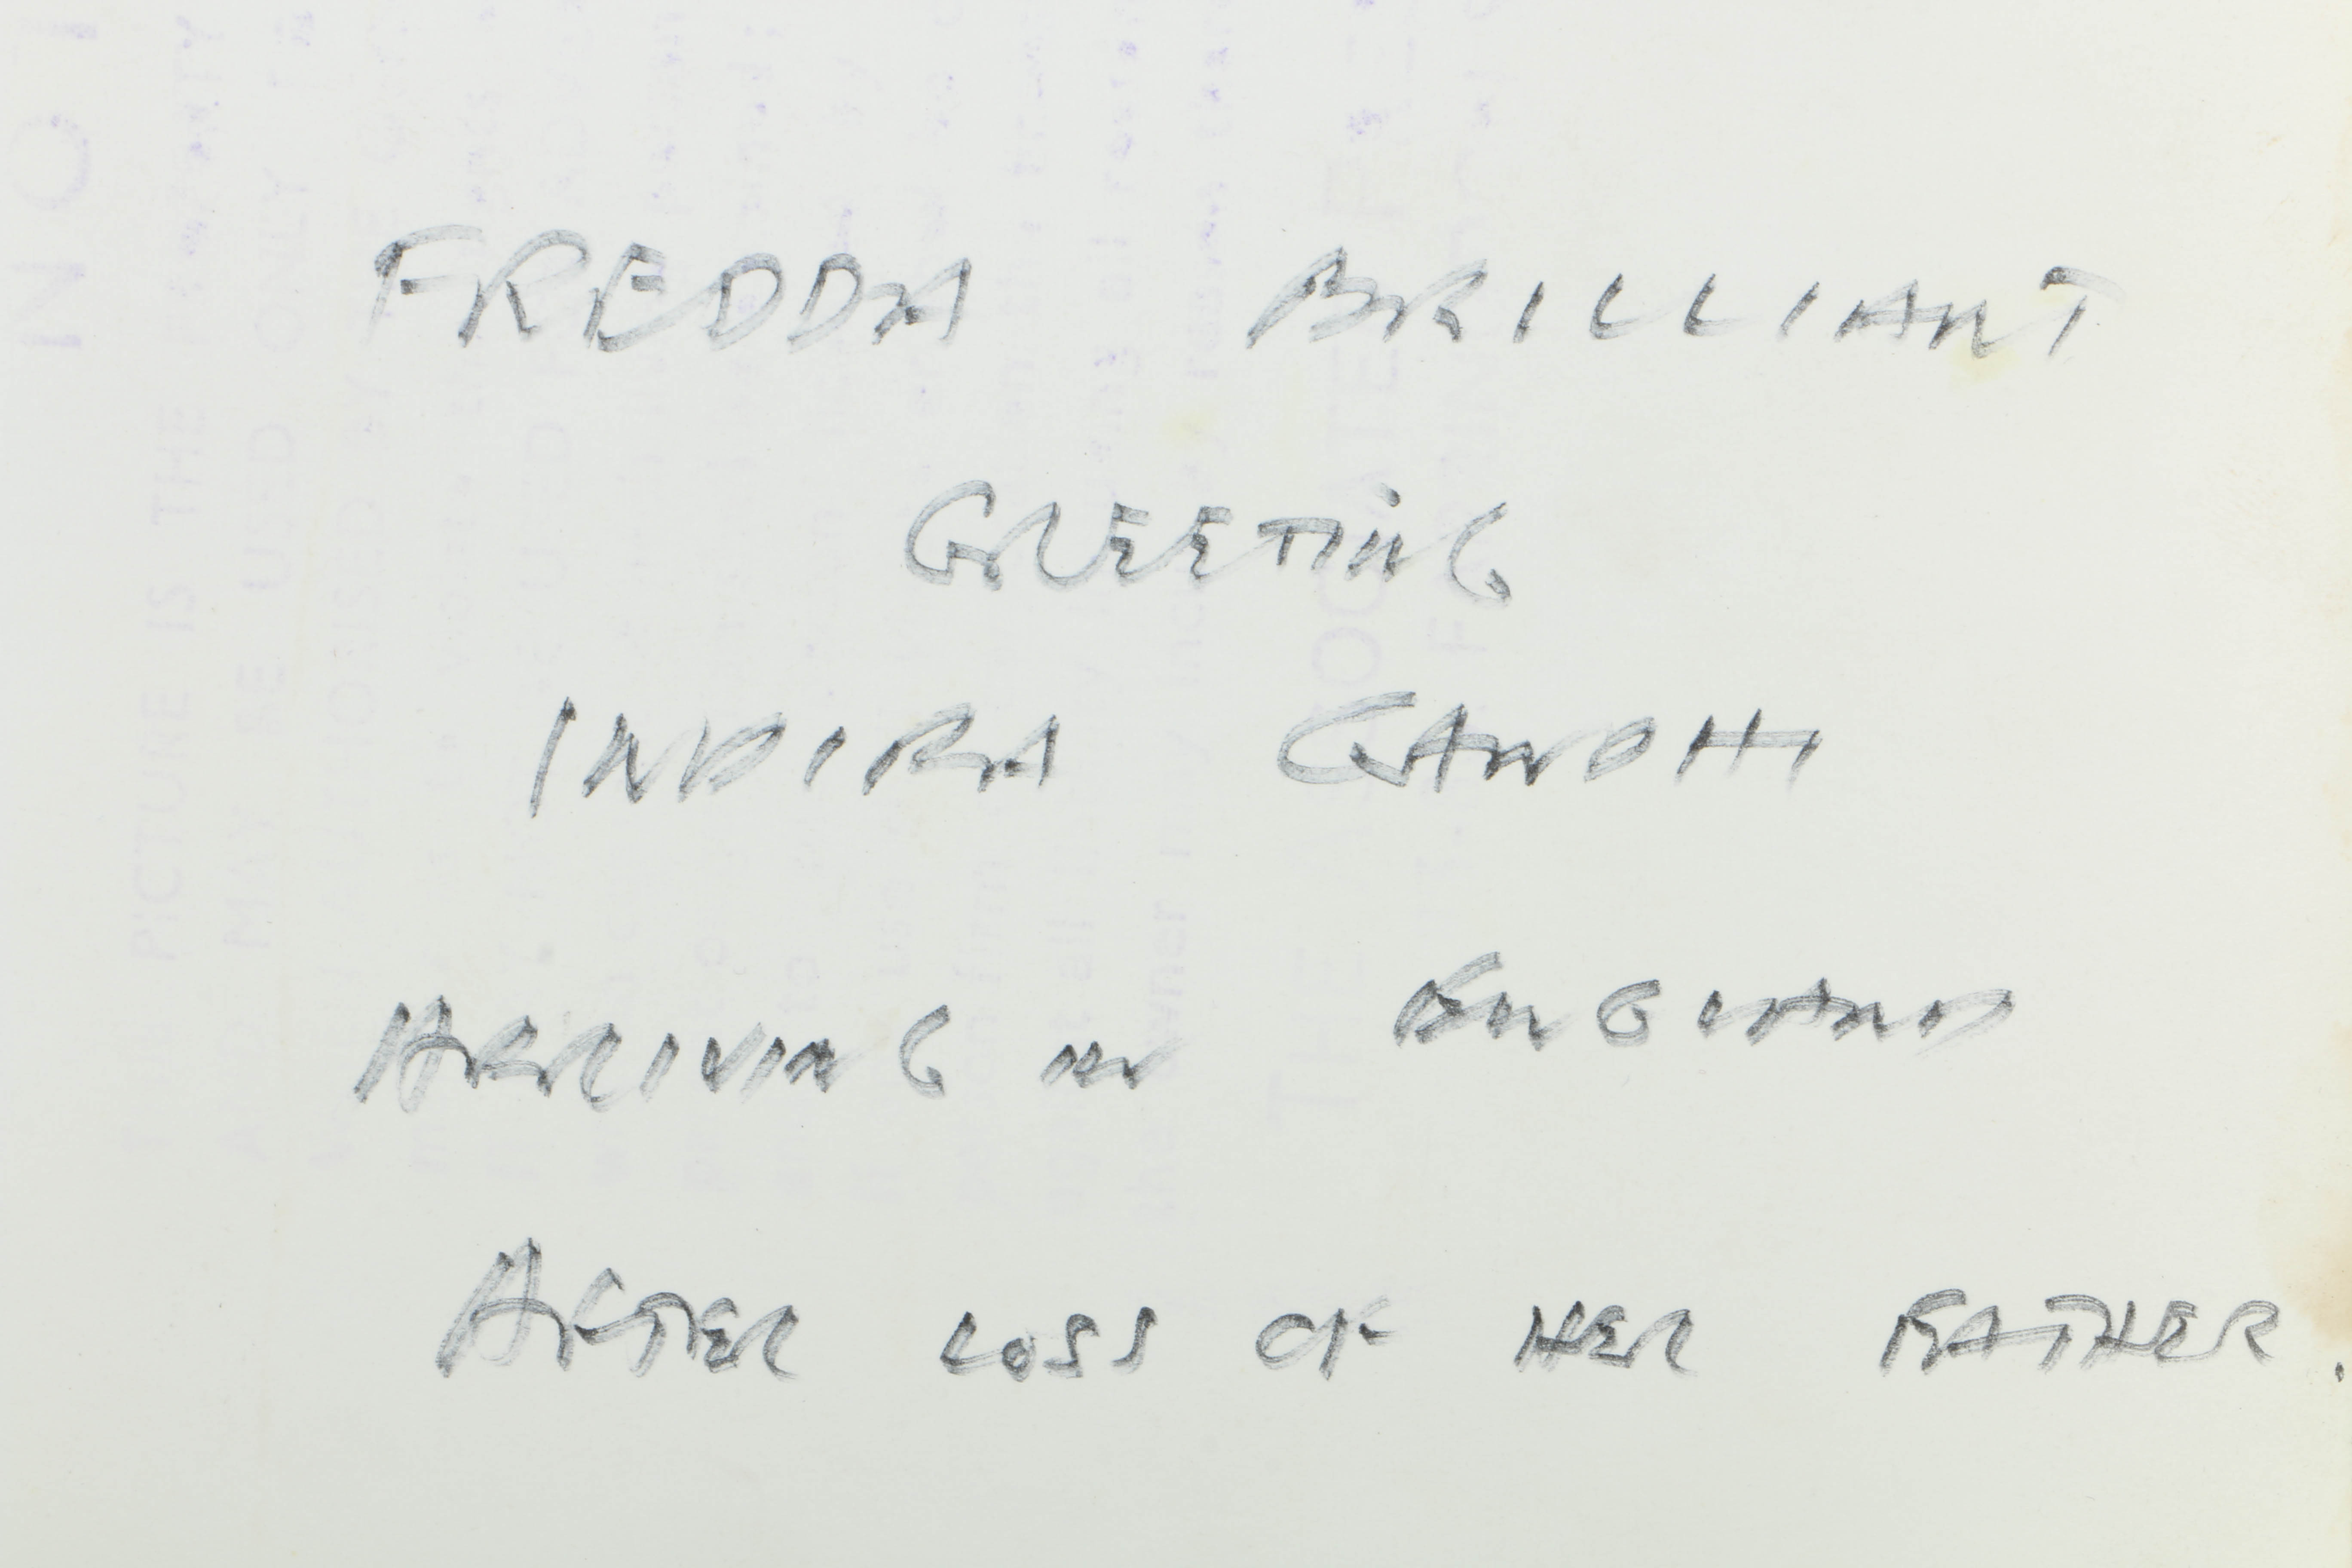 FREDDA BRILLIANT
GREETING
INDIRA GANDHI
ARRIVING IN ENGLAND
AFTER LOSS OF HER FATHER.